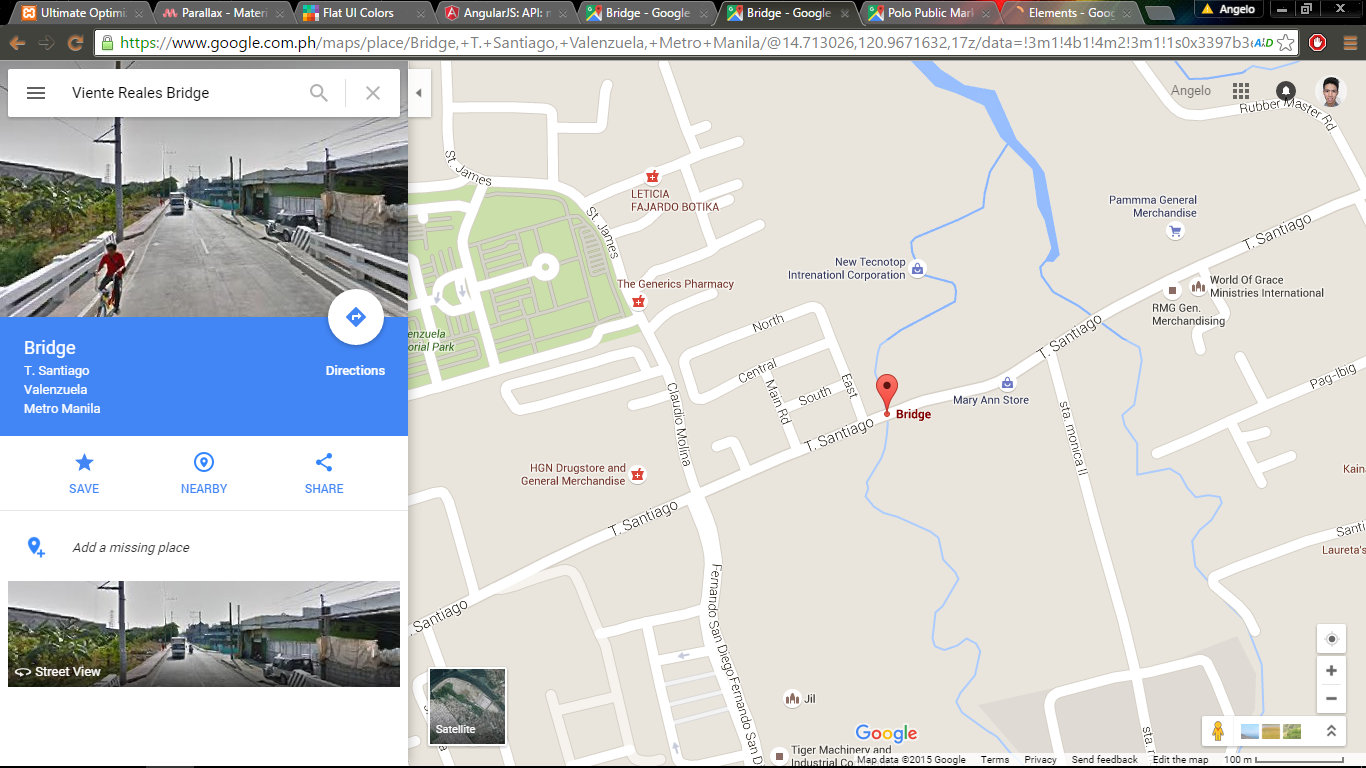 Ultimate Optimi
Parallax - Materi
Flat UI Colors
AngularJS: API: n
Bridge - Google
Bridge - Google
Polo Public Mark
Elements - Goog
Angelo
https://www.google.com.ph/maps/place/Bridge,+T.+Santiago,+Valenzuela,+Metro+Manila/@14.713026,120.9671632,17z/data=!3m1!4b1!4m2!3m1!1s0x3397b3
Viente Reales Bridge
Bridge
T. Santiago
Valenzuela
Metro Manila
Directions
SAVE
NEARBY
SHARE
Add a missing place
Street View
Angelo
Rubber Master Rd
St. James
LETICIA
FAJARDO BOTIKA
St. James
Pammma General
Merchandise
T. Santiago
New Tecnotop
Intrenationl Corporation
The Generics Pharmacy
World Of Grace
Ministries International
RMG Gen.
Merchandising
enzuela
orial Park
North
Central
T. Santiago
Pag-Ibig
East
Main Rd
South
Claudio Molina
Mary Ann Store
Bridge
T. Santiago
sta. monica II
HGN Drugstore and
General Merchandise
Kain
T. Santiago
Santi
Laureta's
T. Santiago
Fernando San Diego
Fernando San D
Satellite
Jil
sta. m
Google
Tiger Machinery and
Industrial Co
Map data ©2015 Google
Terms
Privacy
Send feedback
Edit the map
100 m